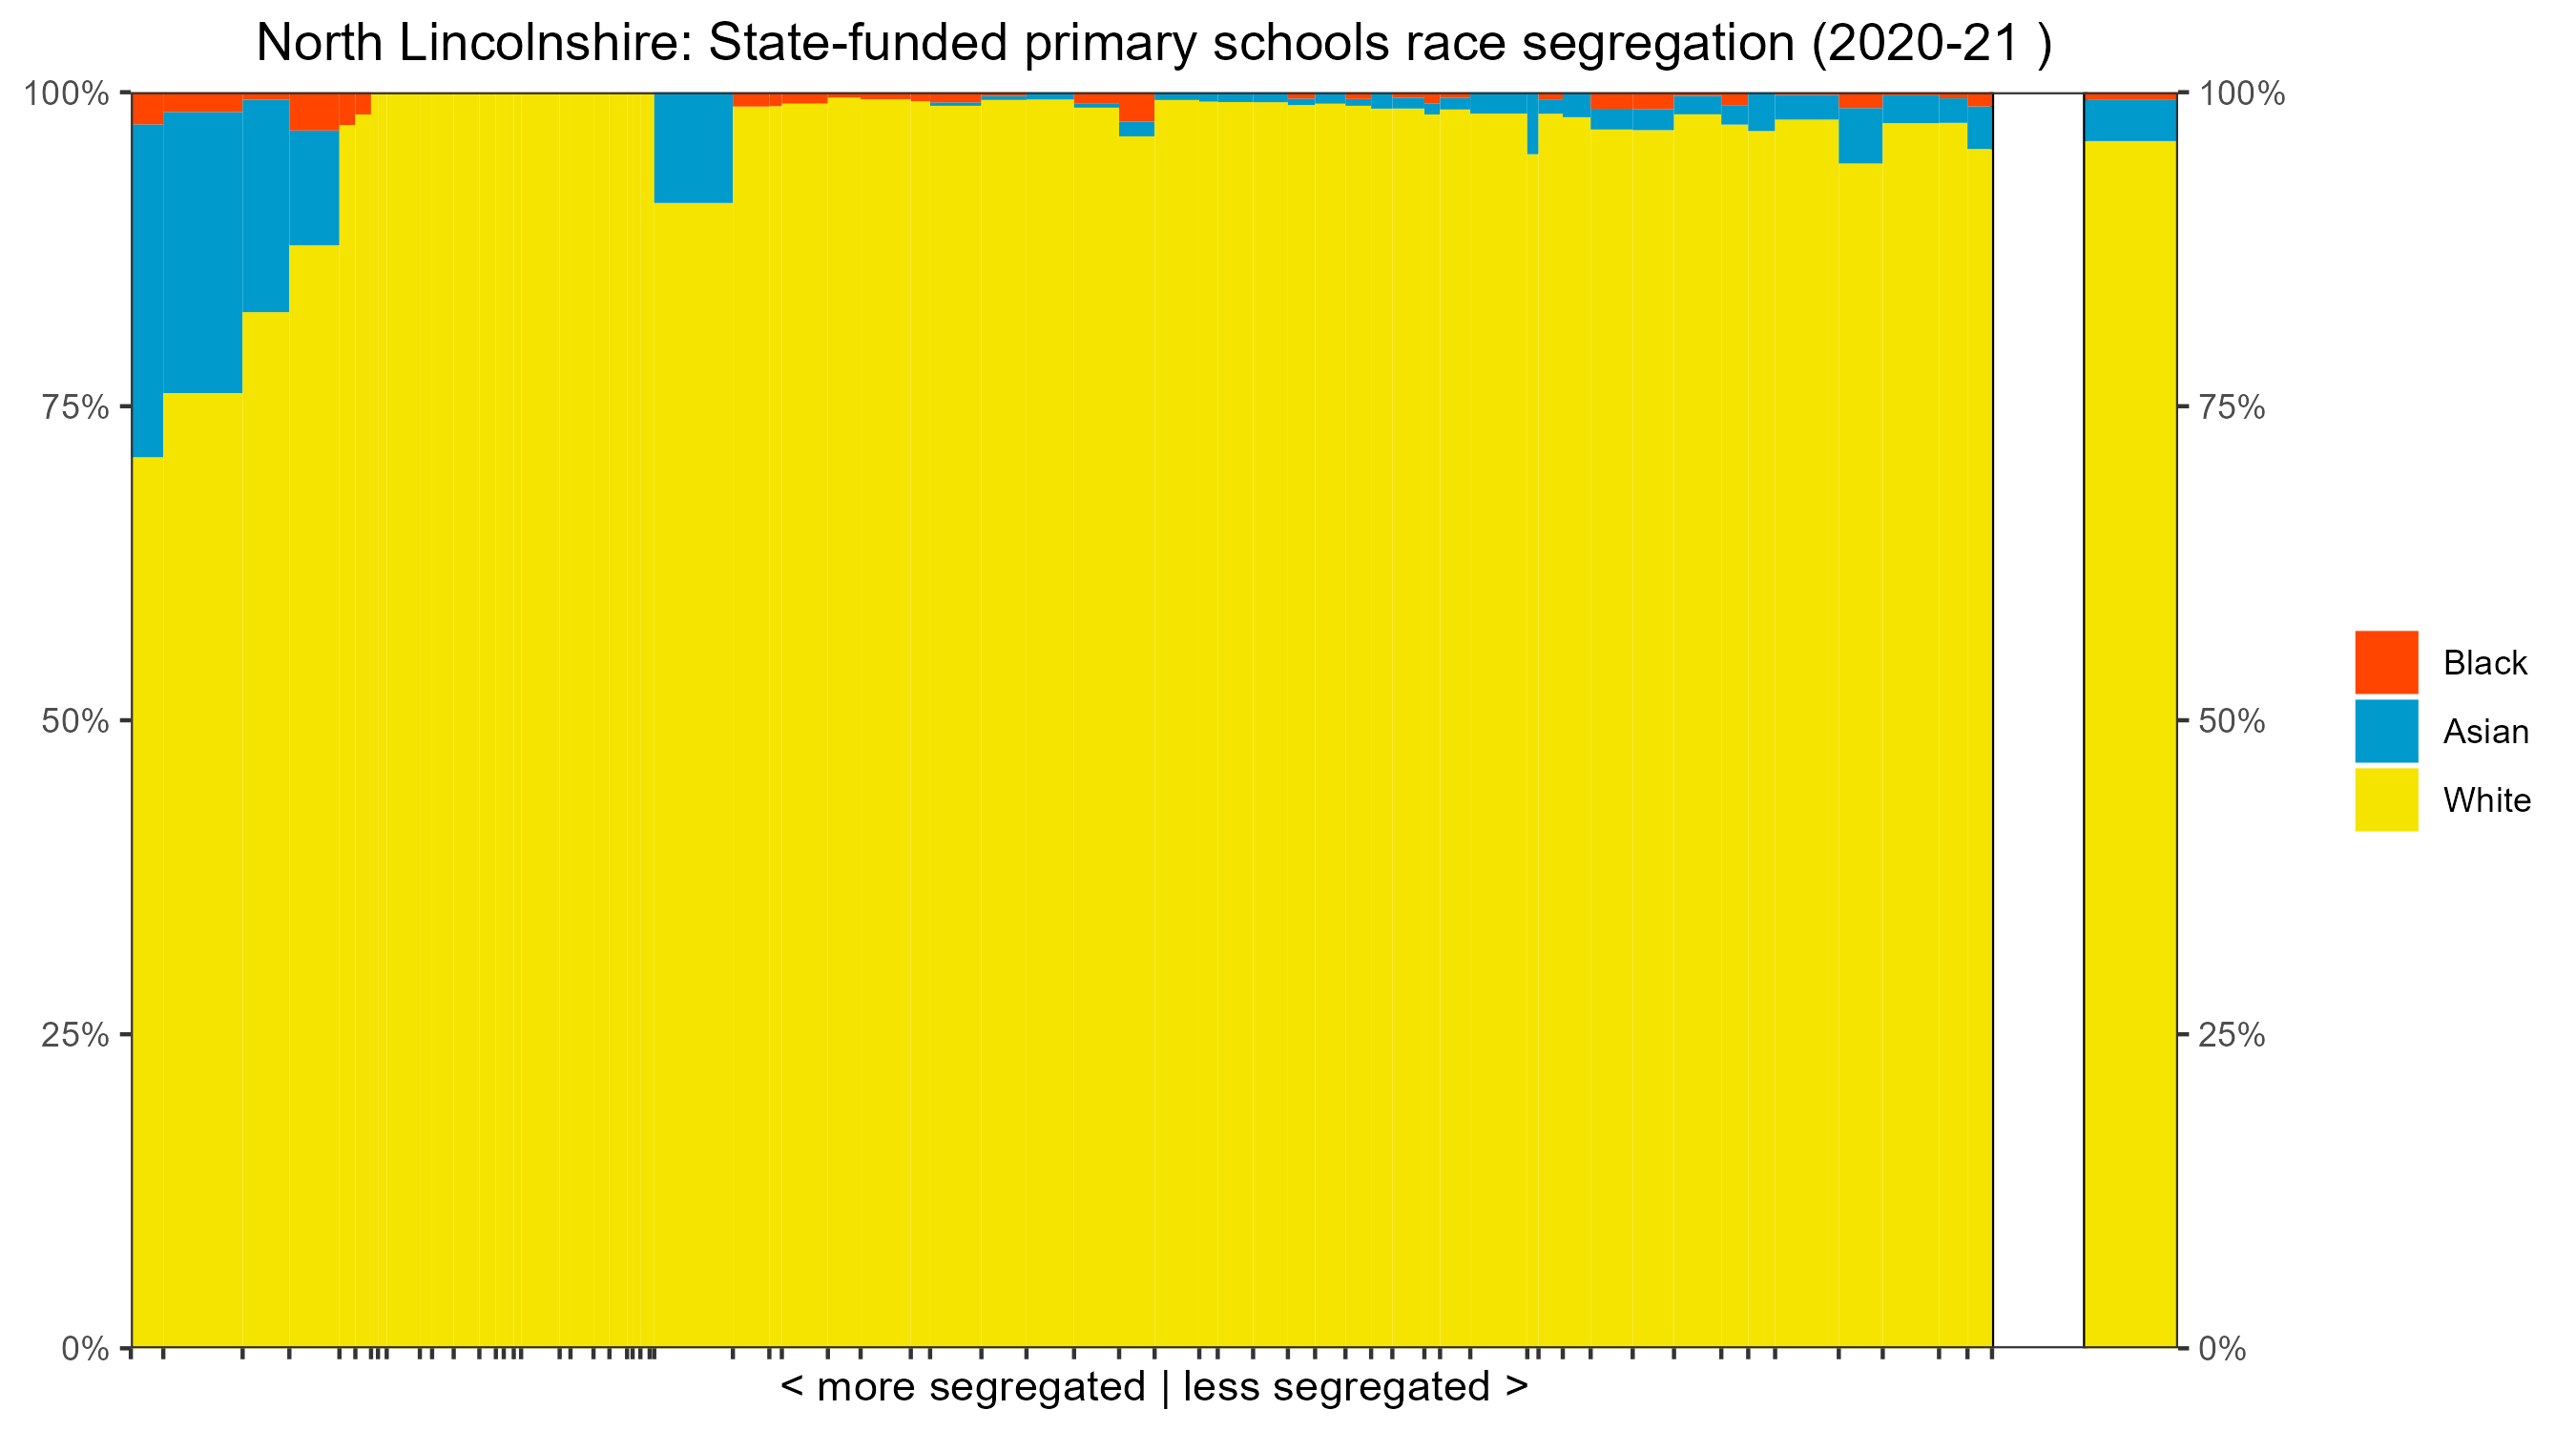 North Lincolnshire: State-funded primary schools race segregation (2020-21 )
100%
75%
50%
25%
0%
100%
75%
50%
25%
0%
Black
Asian
White
< more segregated | less segregated >